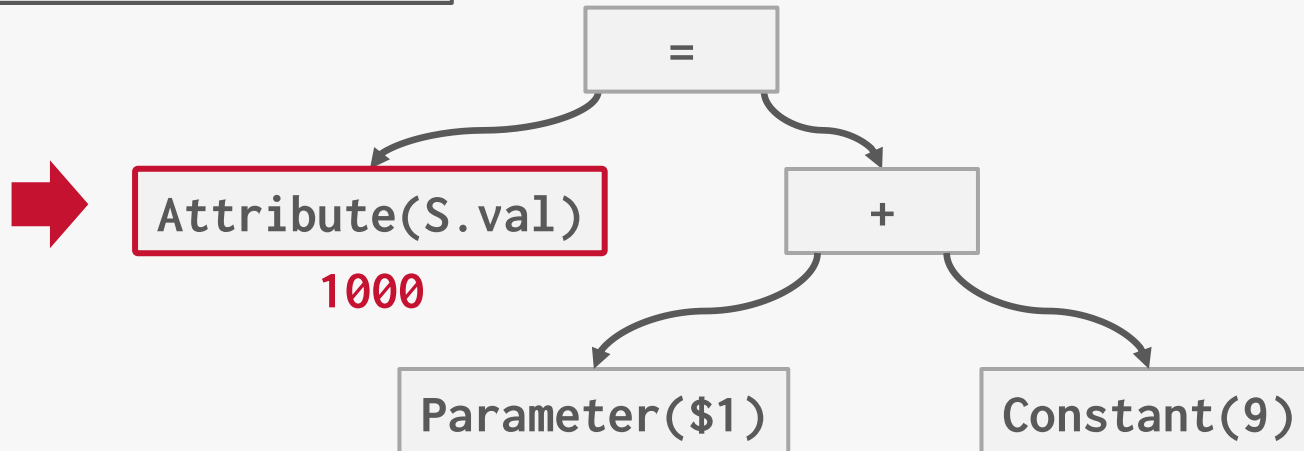 =
Attribute(S.val)
+
1000
Parameter($1)
Constant(9)